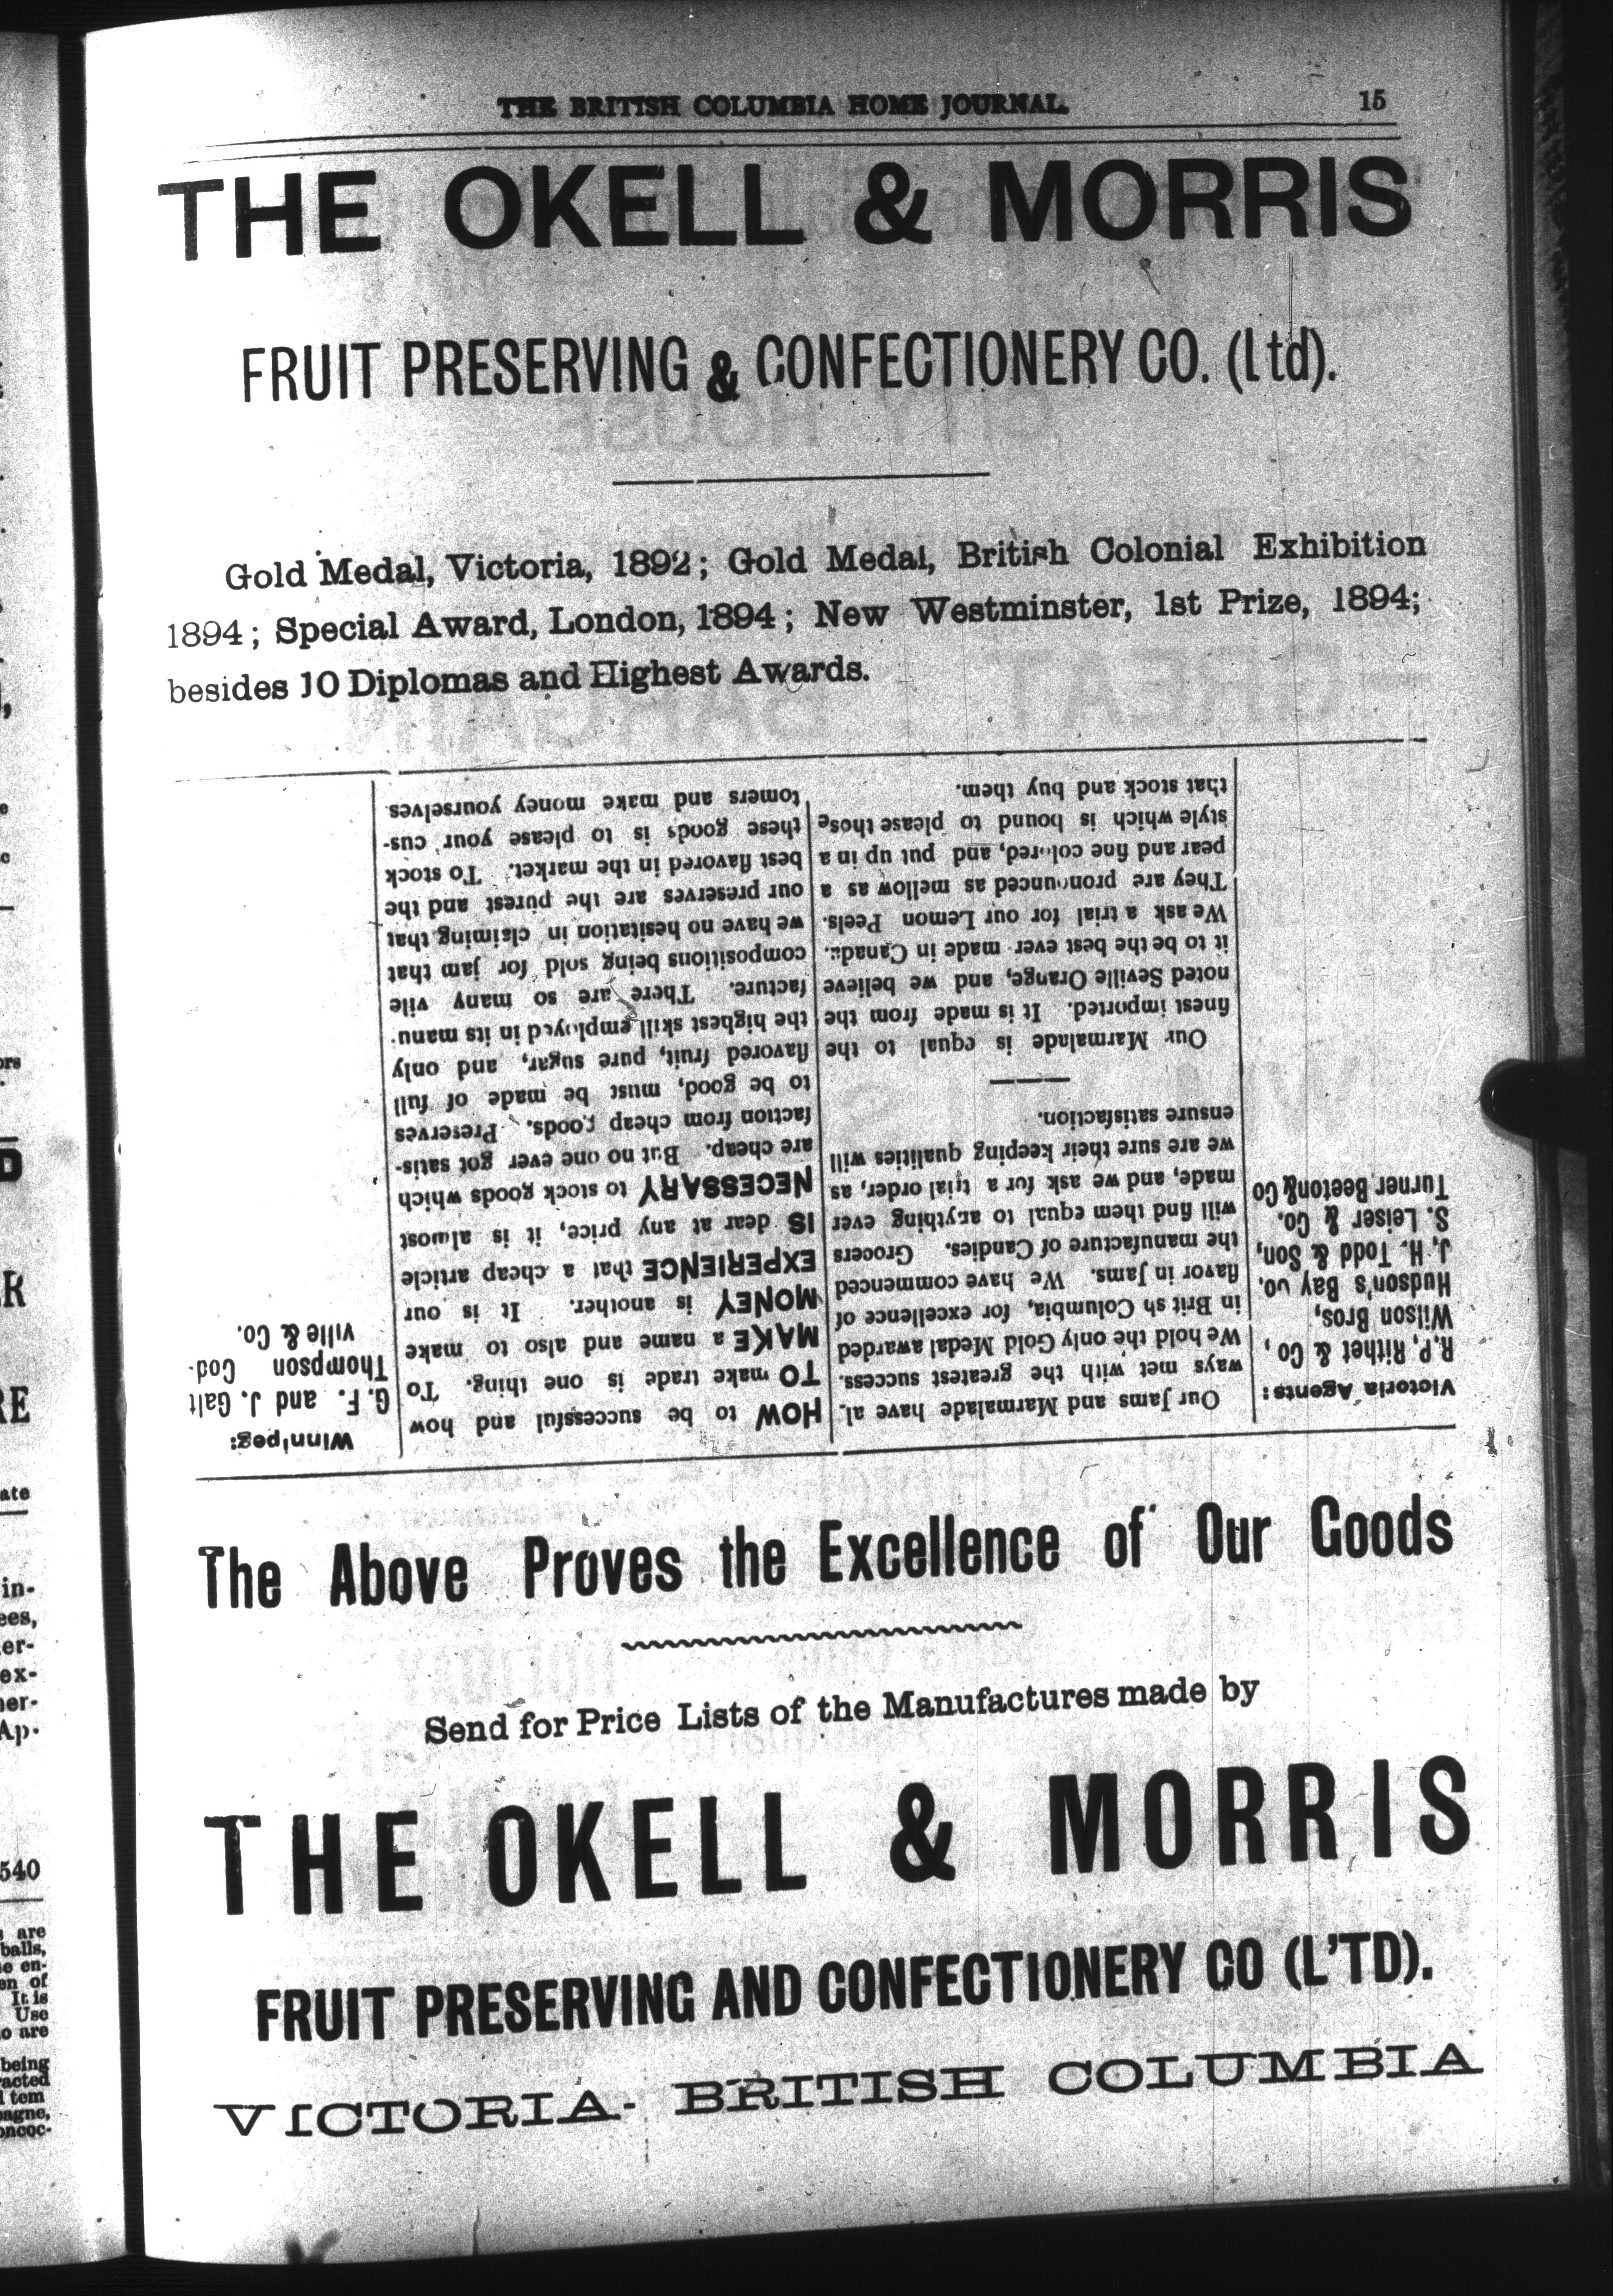 ate
in-
er-
ex-
Ap-
540
are
balls,
It is
Use
are
being
THE BRITISH COLUMBIA HOME JOURNAL. 15
THE OKELL & MORRIS
FRUIT PRESERVING & CONFECTIONERY CO. (Ltd).
Gold Medal, Victoria, 1892; Gold Medal, British Colonial Exhibition
1894; Special Award, London, 1894; New Westminster, 1st Prize, 1894;
besides 10 Diplomas and Highest Awards.
Victoria Agents:
R.P. Rithet & Co,
Wilson Bros,
Hudson's Bay Co.
J. H. Todd & Son,
S. Leiser & Co.
Turner, Beeton & Co
Our Jams and Marmalade have al-
ways met with the greatest success.
We hold the only Gold Medal awarded
in Brit sh Columbia, for excellence of
flavor in Jams. We have commenced
the manufacture of Candies. Grocers
will find them equal to anything ever
made, and we ask for a trial order, as
we are sure their keeping qualities will
ensure satisfaction.
Our Marmalade is equal to the
finest imported. It is made from the
noted Seville Orange, and we believe
it to be the best ever made in Canada.
We ask a trial for our Lemon Peels.
They are pronounced as mellow as a
pear and fine colored, and put up in a
style which is bound to please those
that stock and buy them.
HOW to be successful and how
TO make trade is one thing. To
MAKE a name and also to make
MONEY is another. It is our
EXPERIENCE that a cheap article
IS dear at any price, it is almost
NECESSARY to stock goods which
are cheap. But no one ever got satis-
faction from cheap goods. Preserves
to be good, must be made of full
flavored fruit, pure sugar, and only
the highest skill employed in its manu-
facture. There are so many vile
compositions being sold for jam that
we have no hesitation in claiming that
our preserves are the purest and the
best flavored in the market. To stock
these goods is to please your cus-
tomers and make money yourselves.
Winnipeg:
G. F. and J. Galt
Thompson Cod-
ville & Co.
The Above Proves the Excellence of Our Goods
Send for Price Lists of the Manufactures made by
THE OKELL & MORRIS
FRUIT PRESERVING AND CONFECTIONERY CO (L'TD).
VICTORIA- BRITISH COLUMBIA